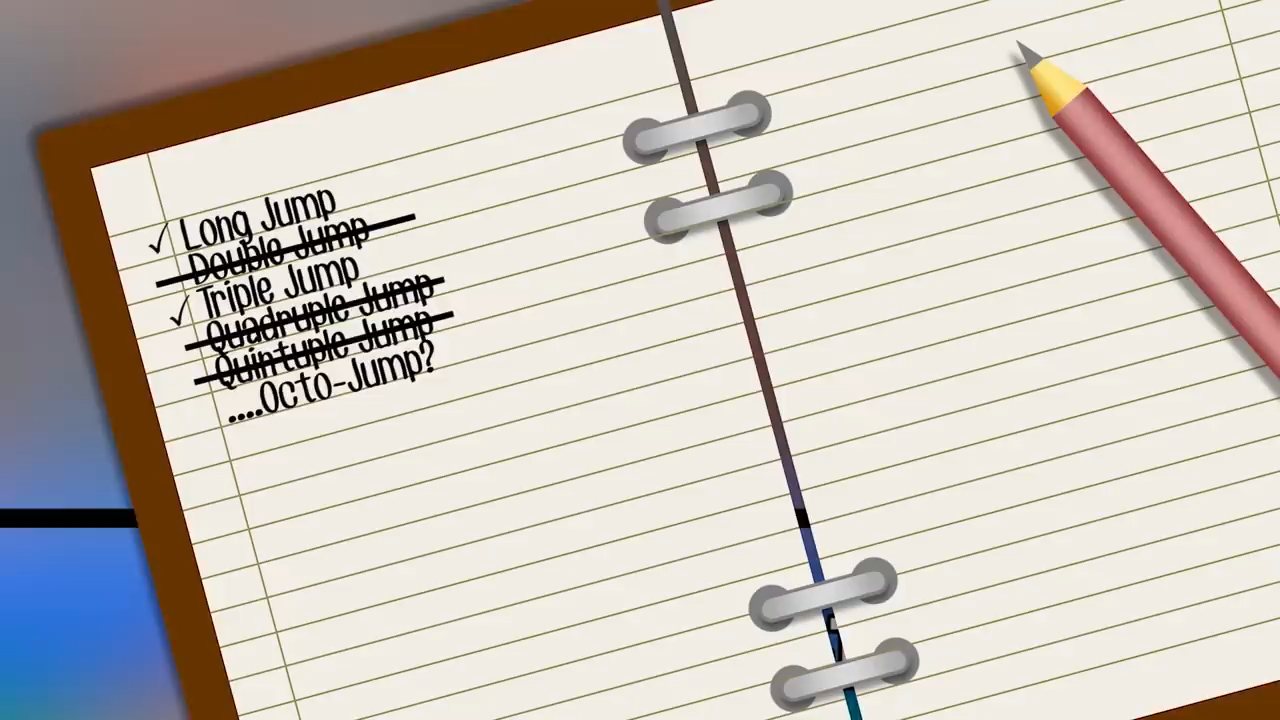 ✓ Long Jump
Double Jump
✓ Triple Jump
Quadruple Jump
Quintuple Jump
....Octo-Jump?